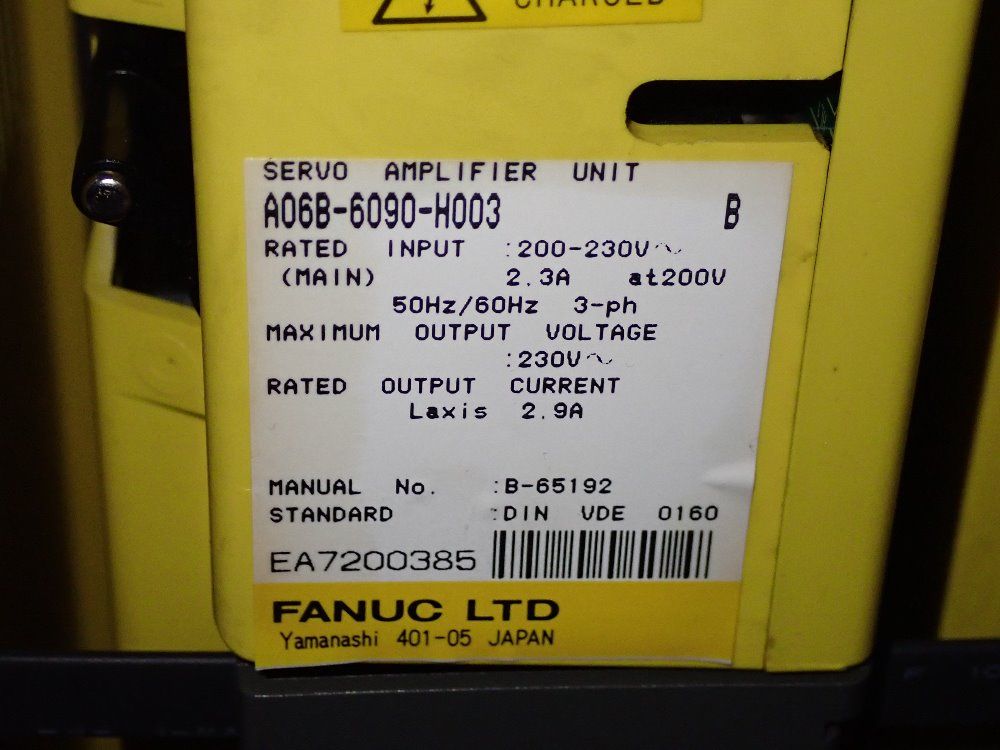 CHARGED
SERVO AMPLIFIER UNIT
A06B-6090-H003 B
RATED INPUT :200-230V~
(MAIN) 2.3A at200V
50Hz/60Hz 3-ph
MAXIMUM OUTPUT VOLTAGE
:230V~
RATED OUTPUT CURRENT
Laxis 2.9A
MANUAL No. :B-65192
STANDARD :DIN VDE 0160
EA7200385
FANUC LTD
Yamanashi 401-05 JAPAN